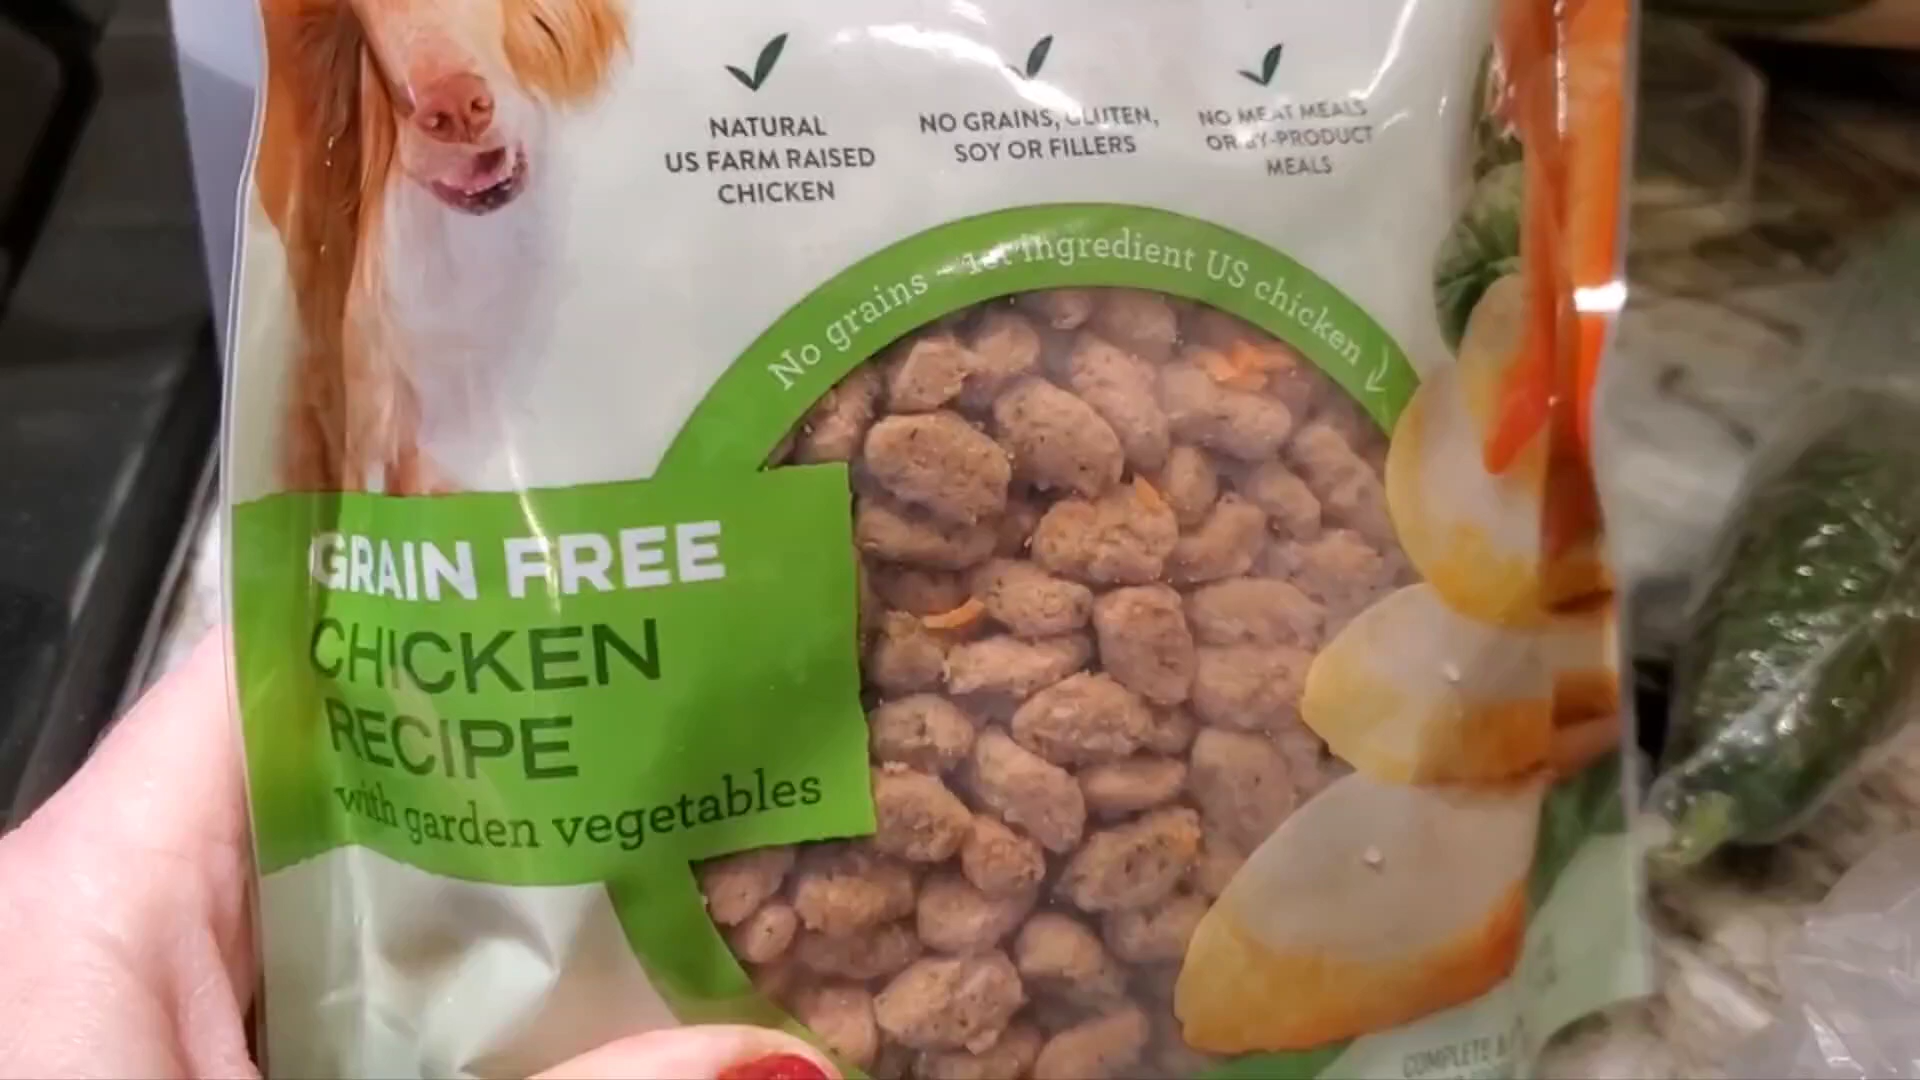 NATURAL
US FARM RAISED
CHICKEN
NO GRAINS, GLUTEN,
SOY OR FILLERS
NO MEAT MEALS
OR BY-PRODUCT
MEALS
No grains - 1st ingredient US chicken
GRAIN FREE
CHICKEN
RECIPE
with garden vegetables
COMPLETE &